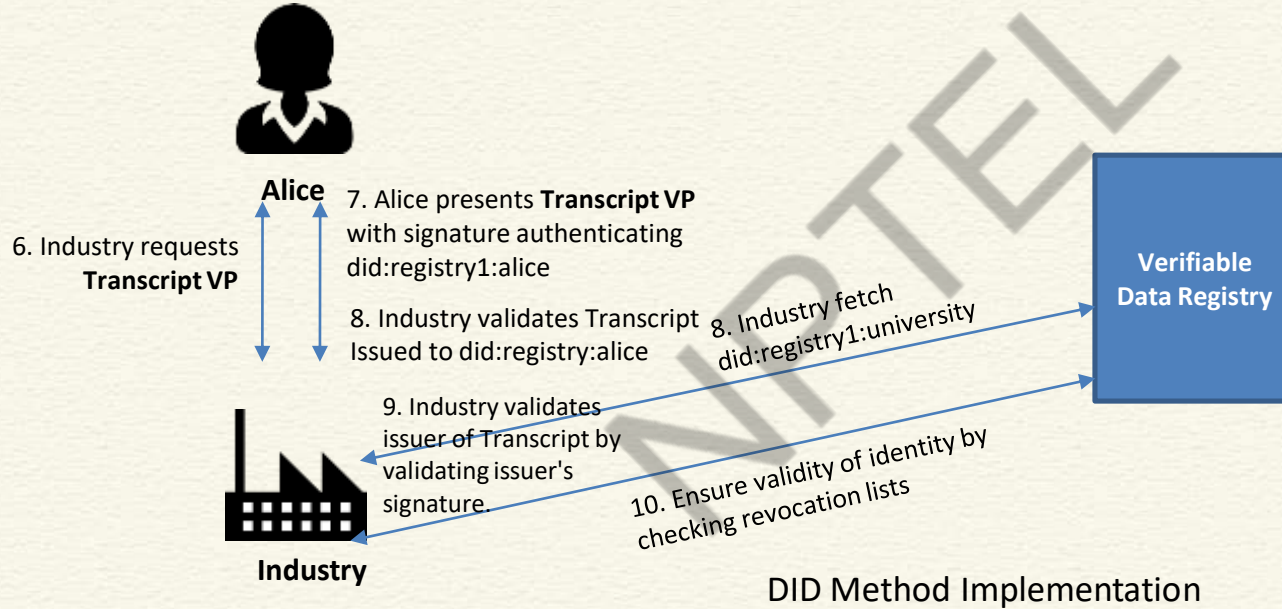 Alice
6. Industry requests
Transcript VP
7. Alice presents Transcript VP
with signature authenticating
did:registry1:alice
8. Industry validates Transcript
Issued to did:registry:alice
8. Industry fetch
did:registry1:university
Verifiable
Data Registry
9. Industry validates
issuer of Transcript by
validating issuer's
signature.
10. Ensure validity of identity by
checking revocation lists
Industry
DID Method Implementation
NPTEL